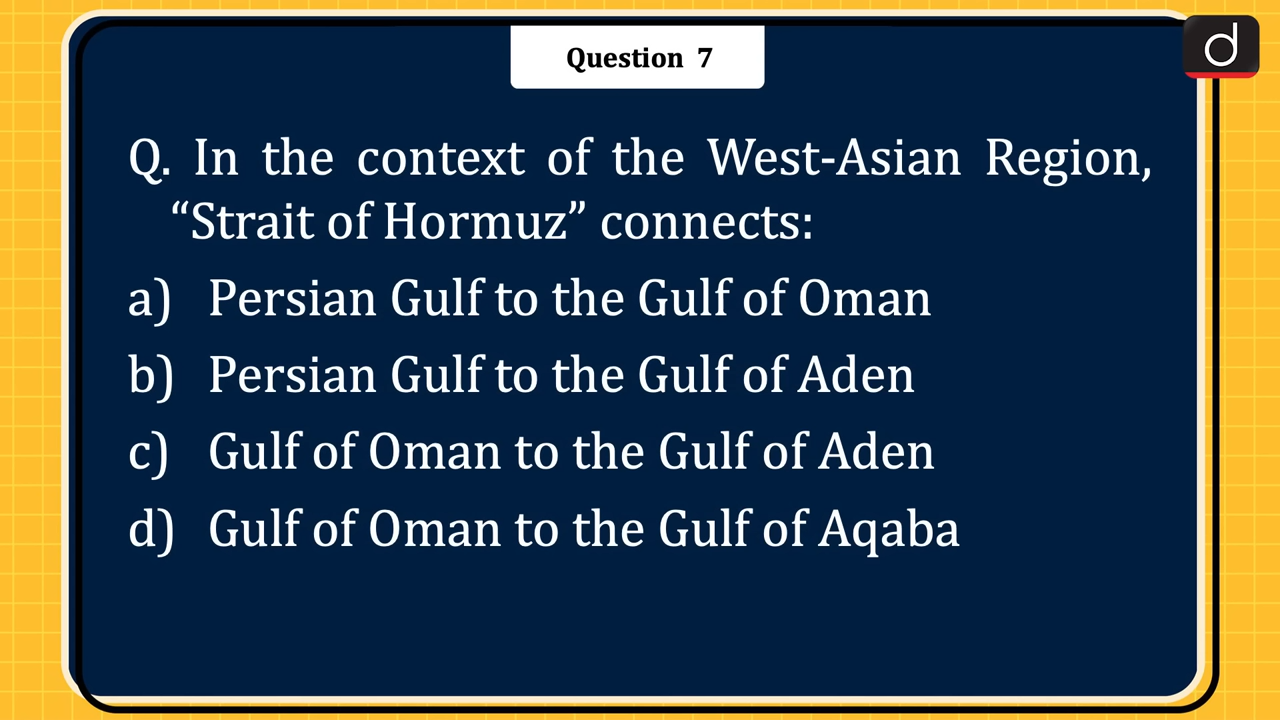 d
Question 7
Q. In the context of the West-Asian Region,
“Strait of Hormuz” connects:
a) Persian Gulf to the Gulf of Oman
b) Persian Gulf to the Gulf of Aden
c) Gulf of Oman to the Gulf of Aden
d) Gulf of Oman to the Gulf of Aqaba